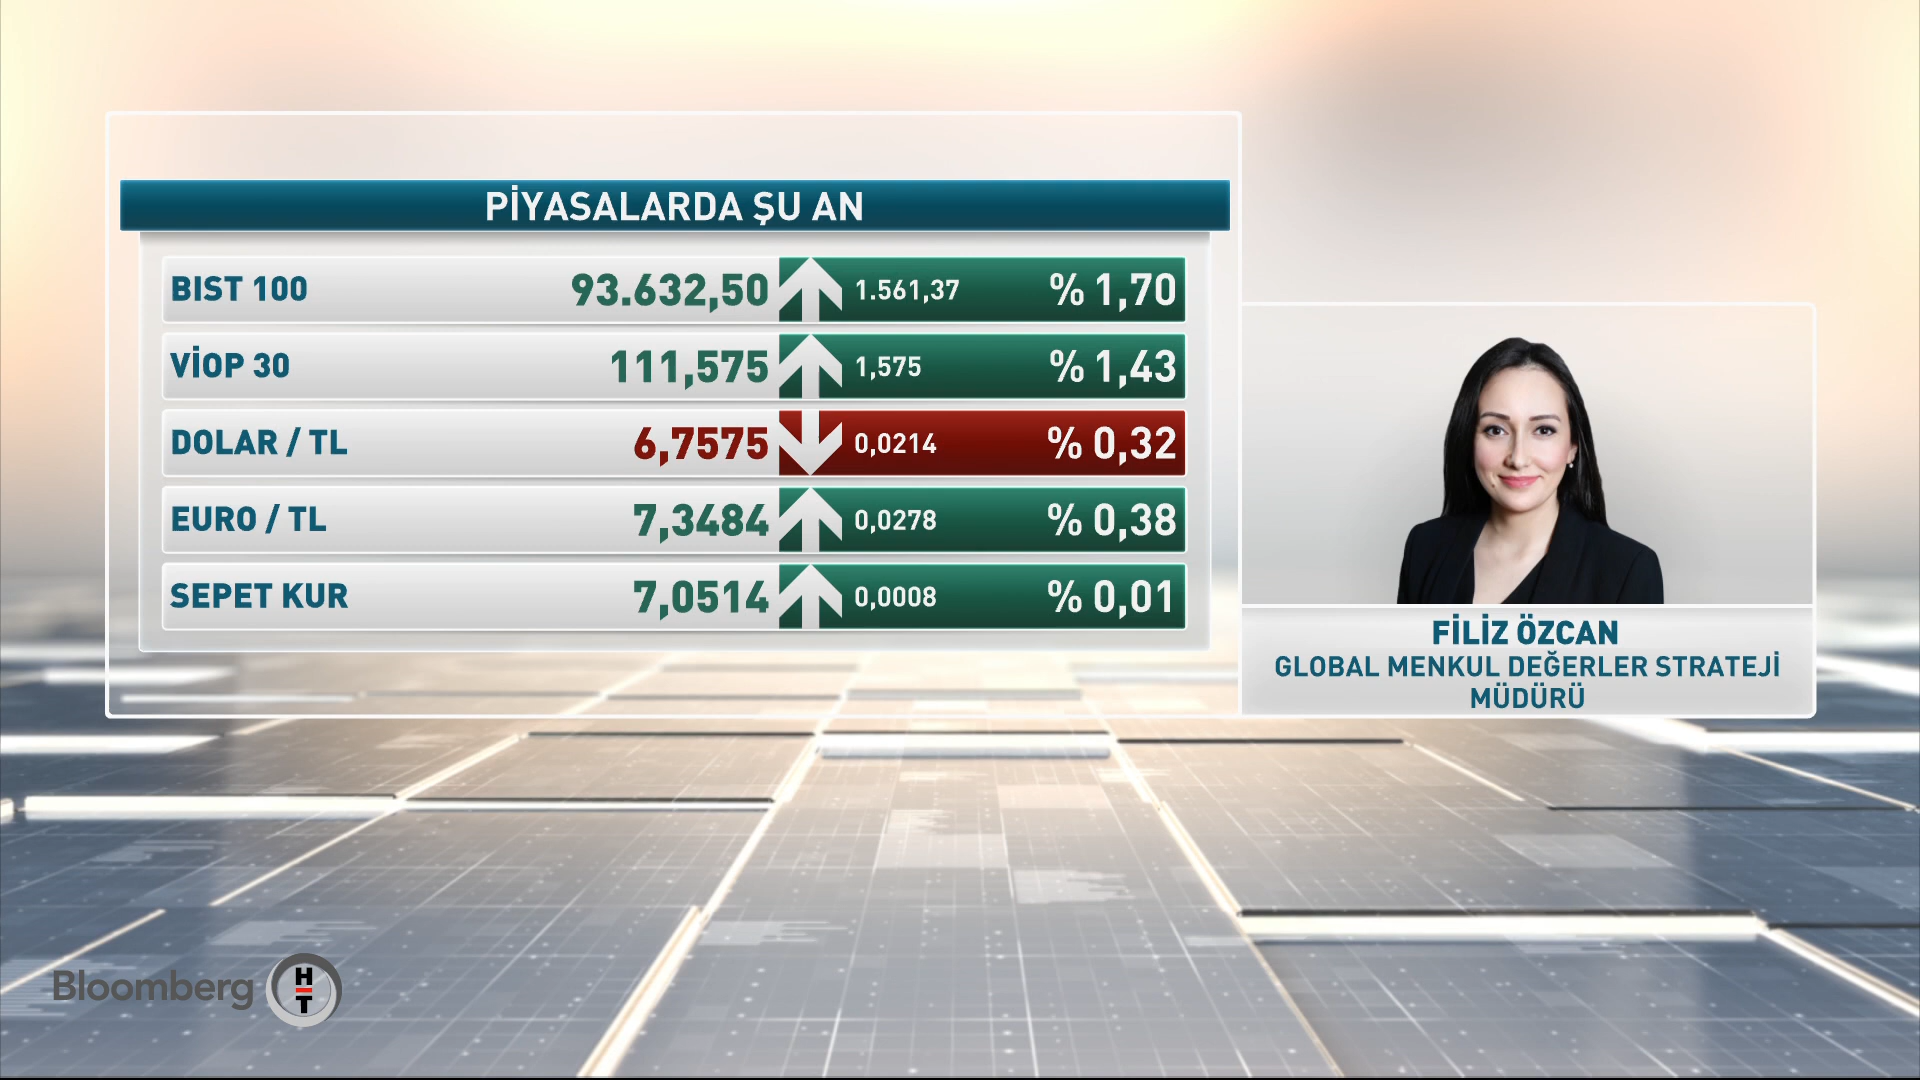 PİYASALARDA ŞU AN
BIST 100 93.632,50 1.561,37 % 1,70
VİOP 30 111,575 1,575 % 1,43
DOLAR / TL 6,7575 0,0214 % 0,32
EURO / TL 7,3484 0,0278 % 0,38
SEPET KUR 7,0514 0,0008 % 0,01
FİLİZ ÖZCAN
GLOBAL MENKUL DEĞERLER STRATEJİ
MÜDÜRÜ
Bloomberg HT